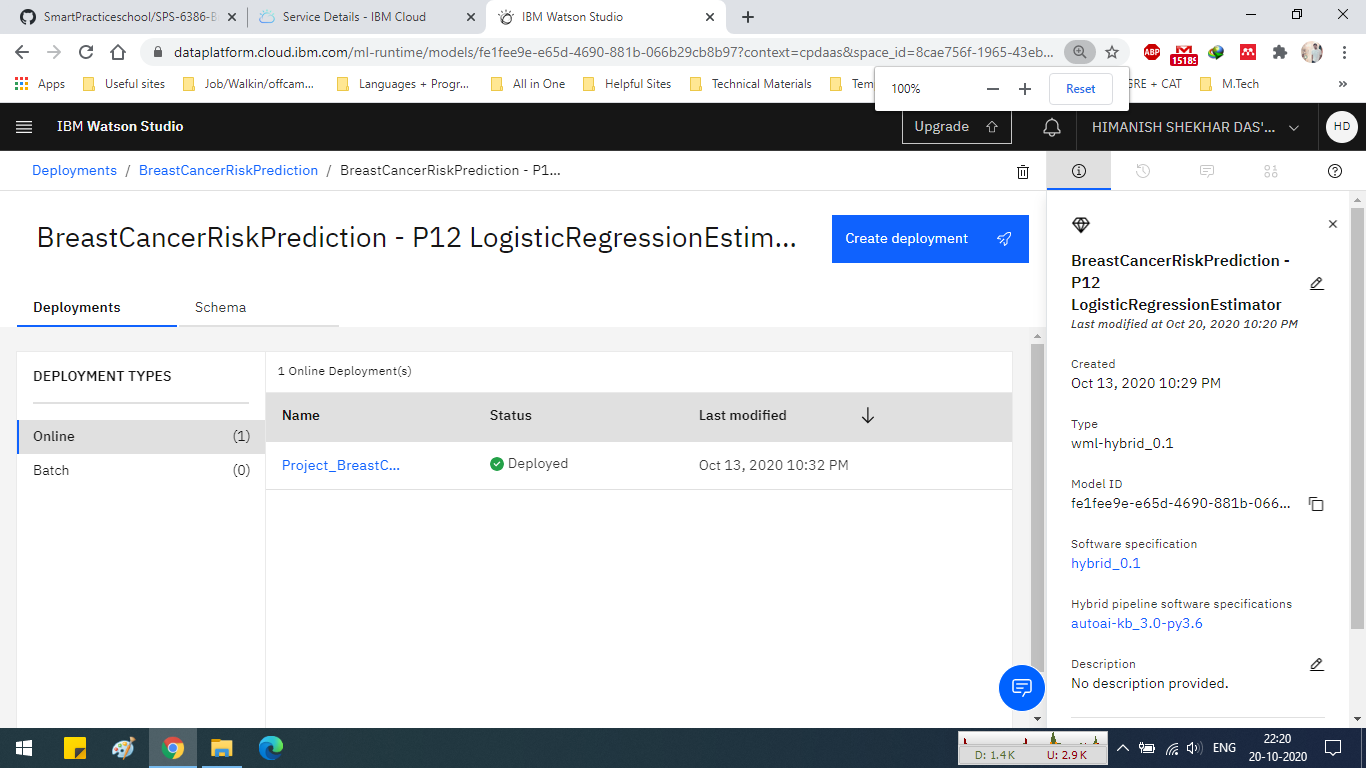 SmartPracticeschool/SPS-6386-B
Service Details - IBM Cloud
IBM Watson Studio
dataplatform.cloud.ibm.com/ml-runtime/models/fe1fee9e-e65d-4690-881b-066b29cb8b97?context=cpdaas&space_id=8cae756f-1965-43eb...
ABP
15185
Apps
Useful sites
Job/Walkin/offcam...
Languages + Progr...
All in One
Helpful Sites
Technical Materials
GRE + CAT
M.Tech
»
100%
Reset
IBM Watson Studio
Upgrade
HIMANISH SHEKHAR DAS'...
HD
Deployments / BreastCancerRiskPrediction / BreastCancerRiskPrediction - P1...
BreastCancerRiskPrediction - P12 LogisticRegressionEstim...
Create deployment
Deployments
Schema
DEPLOYMENT TYPES
Online (1)
Batch (0)
1 Online Deployment(s)
Name Status Last modified
Project_BreastC... Deployed Oct 13, 2020 10:32 PM
BreastCancerRiskPrediction -
P12
LogisticRegressionEstimator
Last modified at Oct 20, 2020 10:20 PM
Created
Oct 13, 2020 10:29 PM
Type
wml-hybrid_0.1
Model ID
fe1fee9e-e65d-4690-881b-066...
Software specification
hybrid_0.1
Hybrid pipeline software specifications
autoai-kb_3.0-py3.6
Description
No description provided.
D: 1.4 K U: 2.9 K
ENG
22:20
20-10-2020